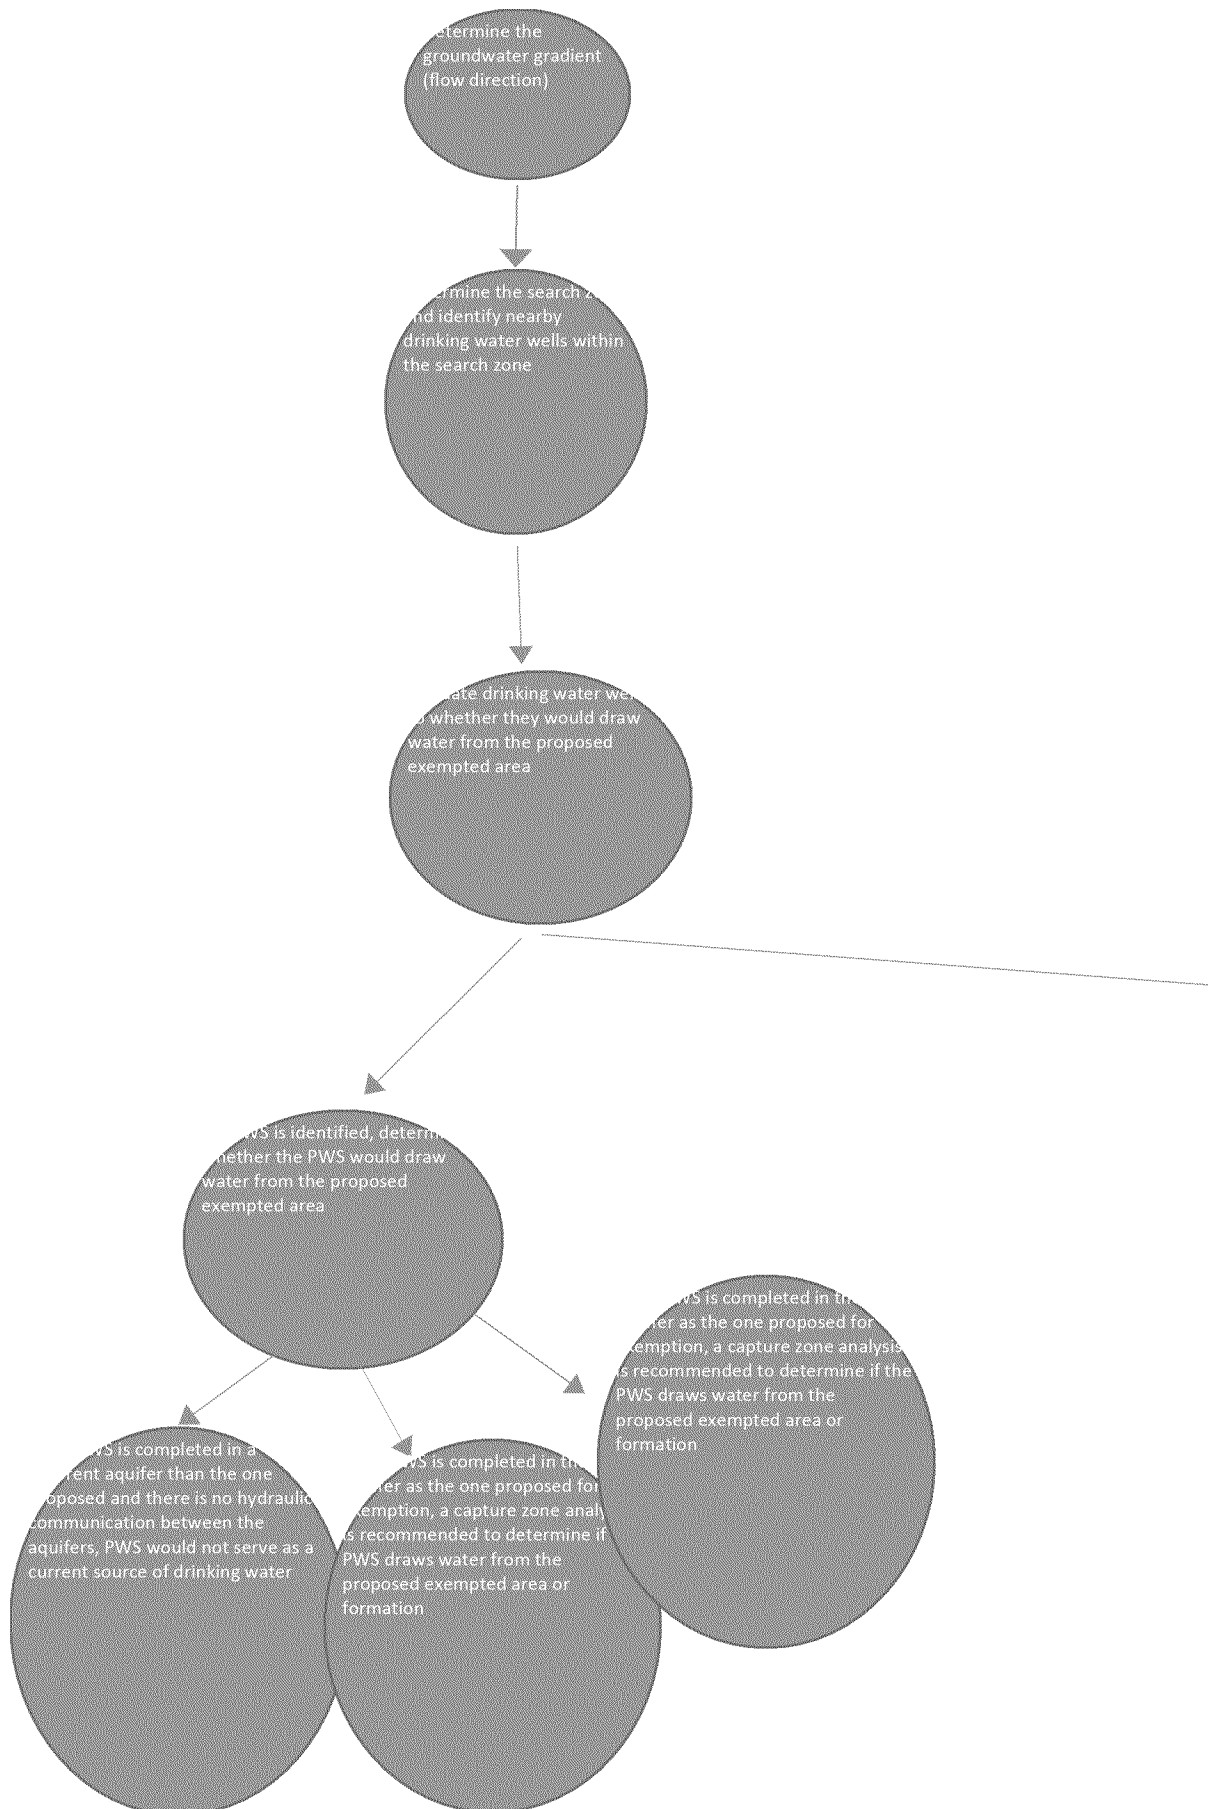 etermine the
groundwater gradient
(flow direction)
ermine the search z
nd identify nearby
drinking water wells within
the search zone
ate drinking water we
whether they would draw
water from the proposed
exempted area
WS is identified, determ
hether the PWS would draw
water from the proposed
exempted area
WS is completed in a
rent aquifer than the one
oposed and there is no hydraulic
communication between the
aquifers, PWS would not serve as a
current source of drinking water
WS is completed in th
fer as the one proposed for
xemption, a capture zone analy
is recommended to determine if
PWS draws water from the
proposed exempted area or
formation
WS is completed in th
fer as the one proposed for
emption, a capture zone analysis
is recommended to determine if the
PWS draws water from the
proposed exempted area or
formation